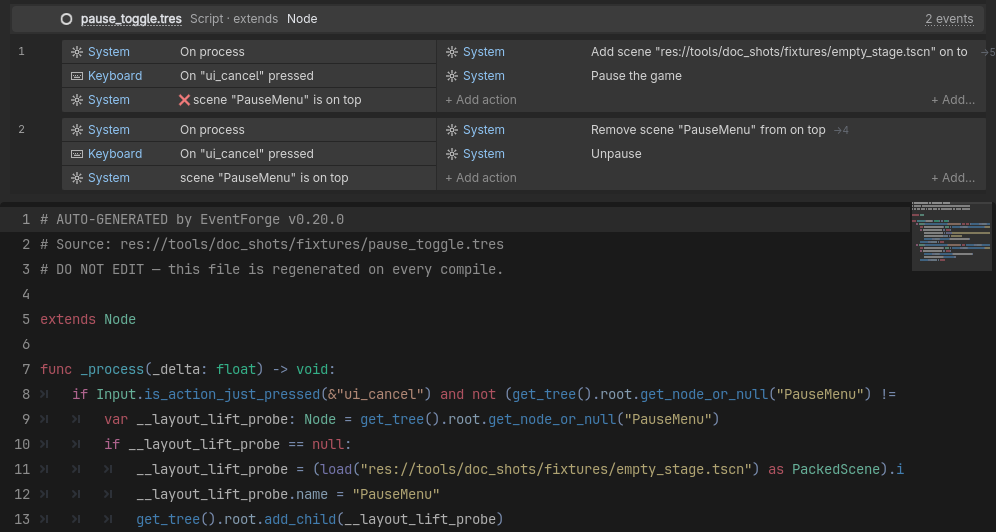 pause_toggle.tres Script · extends Node 2 events
1 System On process System Add scene "res://tools/doc_shots/fixtures/empty_stage.tscn" on to →5
Keyboard On "ui_cancel" pressed System Pause the game
System ❌ scene "PauseMenu" is on top + Add action + Add...
2 System On process System Remove scene "PauseMenu" from on top →4
Keyboard On "ui_cancel" pressed System Unpause
System scene "PauseMenu" is on top + Add action + Add...
1 # AUTO-GENERATED by EventForge v0.20.0
2 # Source: res://tools/doc_shots/fixtures/pause_toggle.tres
3 # DO NOT EDIT — this file is regenerated on every compile.
4
5 extends Node
6
7 func _process(_delta: float) -> void:
8 if Input.is_action_just_pressed(&"ui_cancel") and not (get_tree().root.get_node_or_null("PauseMenu") !=
9 var __layout_lift_probe: Node = get_tree().root.get_node_or_null("PauseMenu")
10 if __layout_lift_probe == null:
11 __layout_lift_probe = (load("res://tools/doc_shots/fixtures/empty_stage.tscn") as PackedScene).i
12 __layout_lift_probe.name = "PauseMenu"
13 get_tree().root.add_child(__layout_lift_probe)